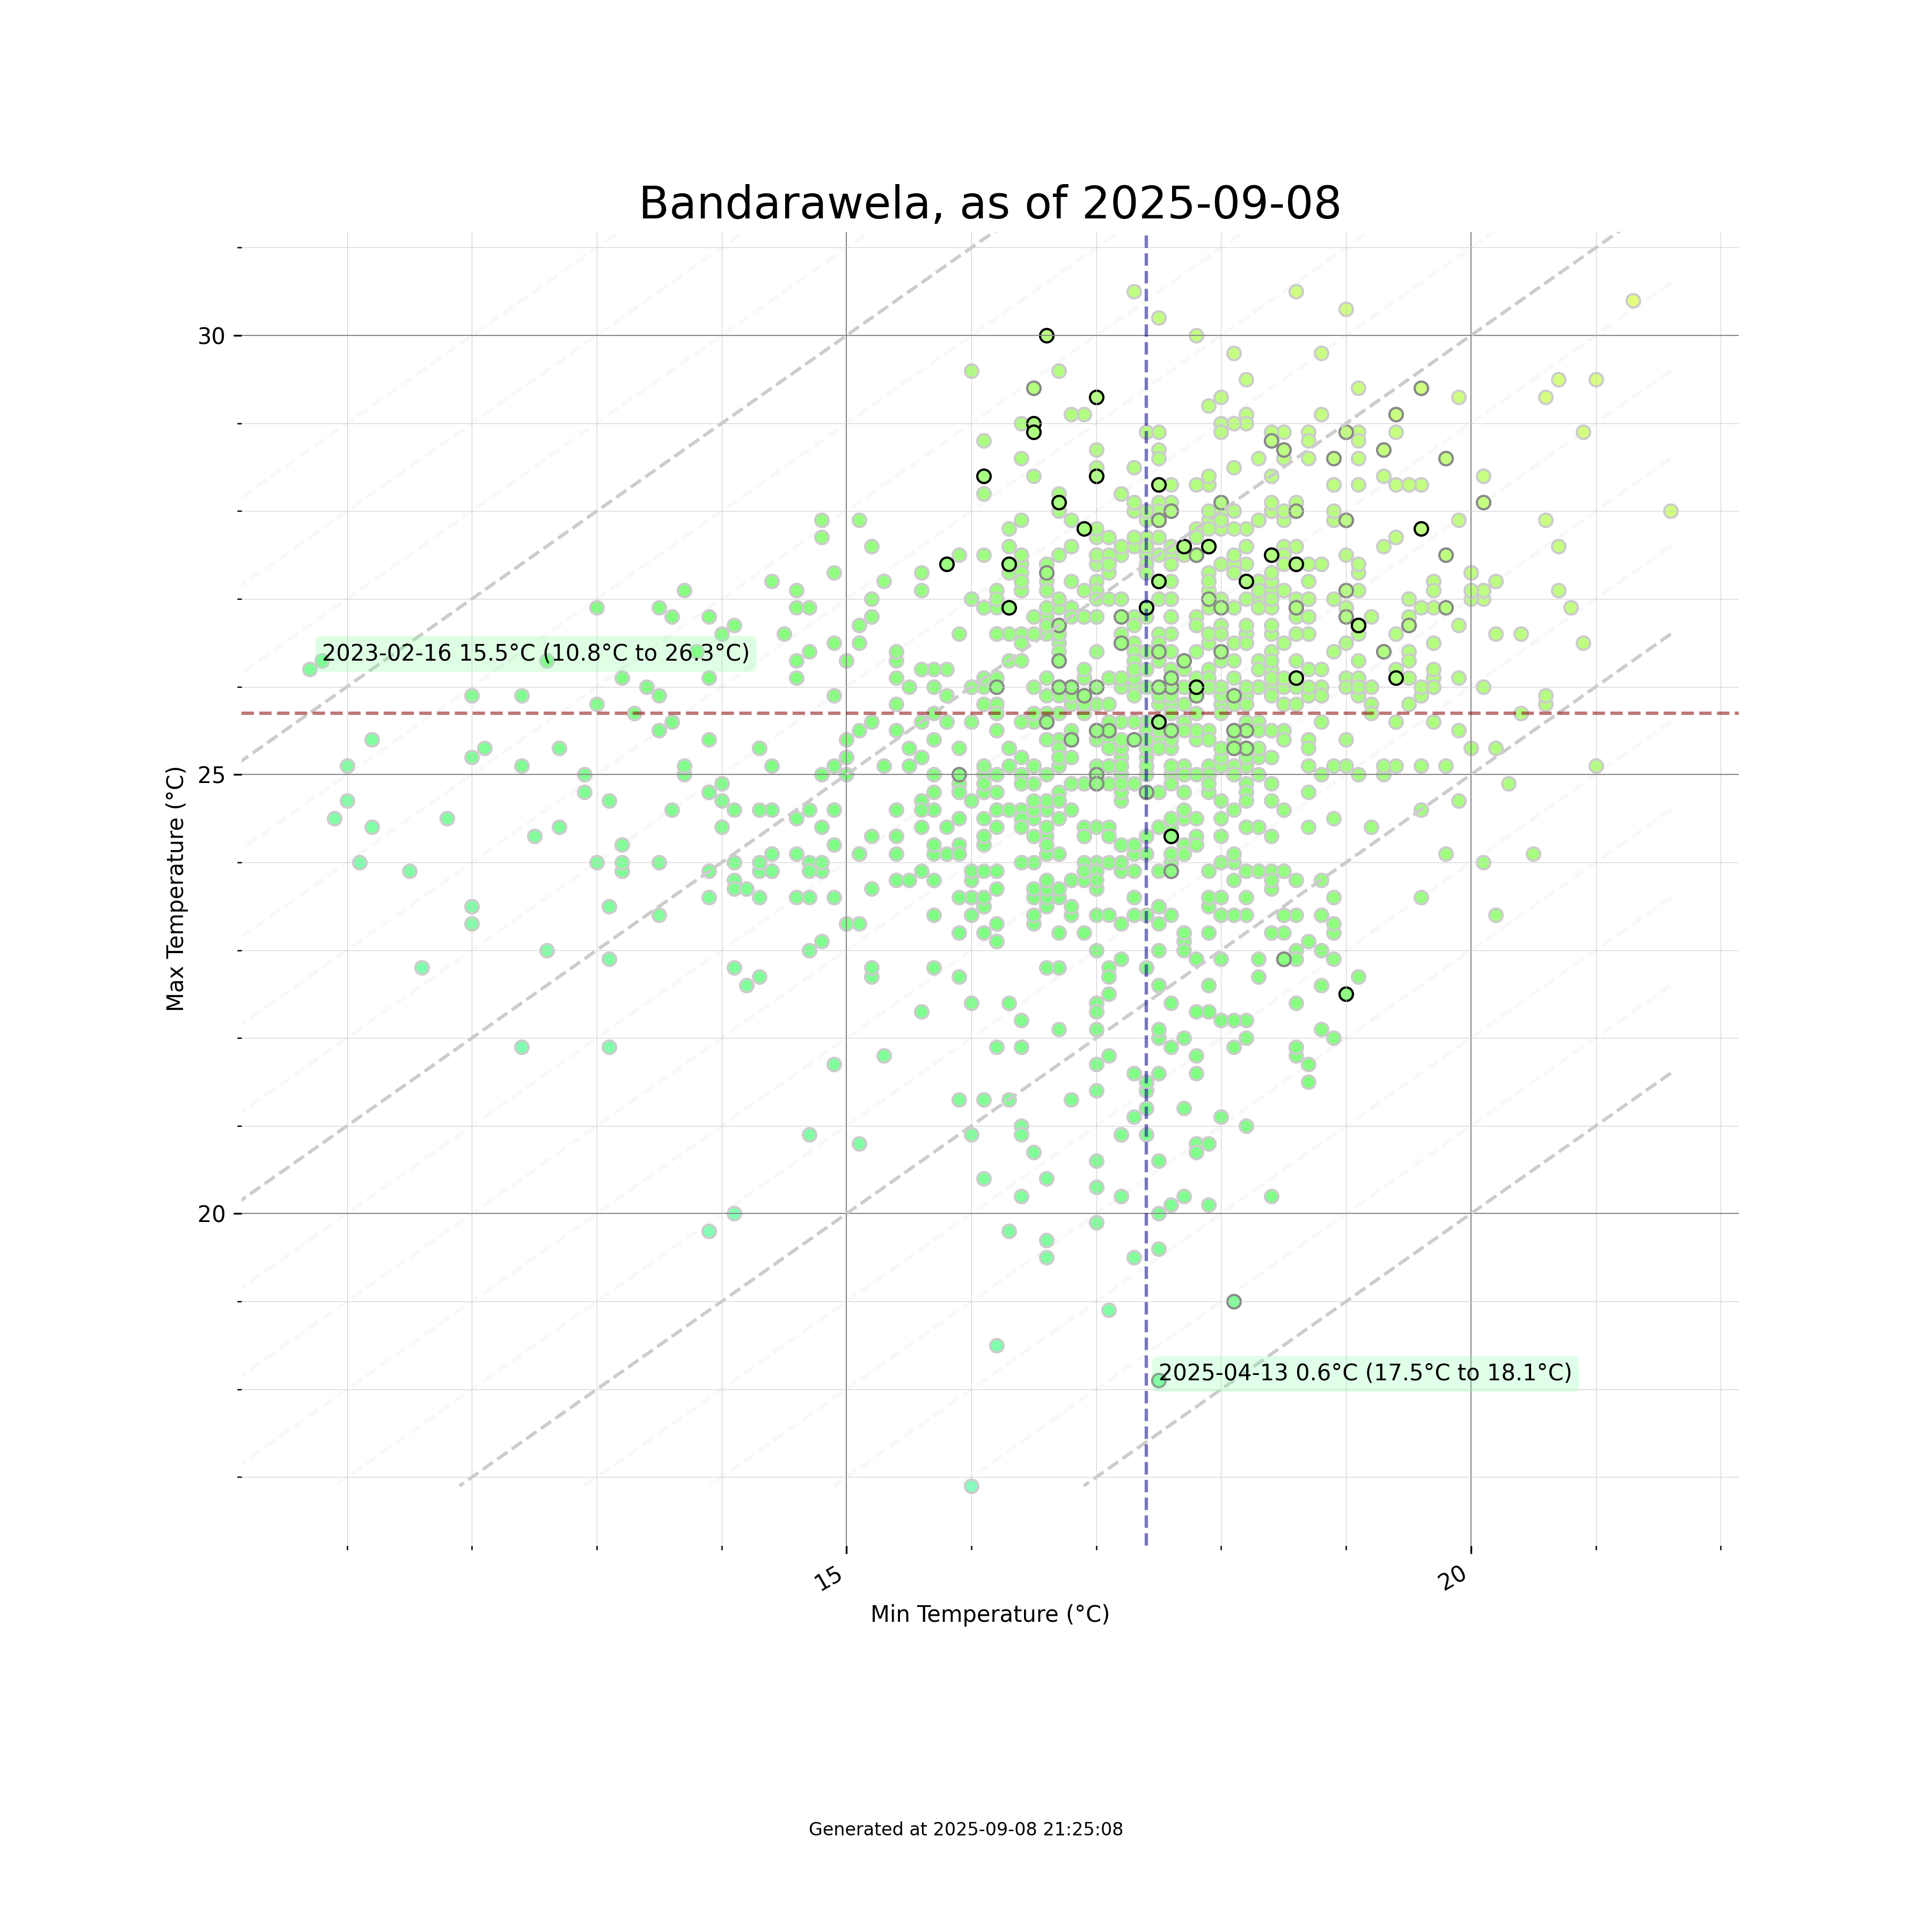 Bandarawela, as of 2025-09-08
30
2023-02-16 15.5°C (10.8°C to 26.3°C)
25
Max Temperature (°C)
20
2025-04-13 0.6°C (17.5°C to 18.1°C)
15
20
Min Temperature (°C)
Generated at 2025-09-08 21:25:08